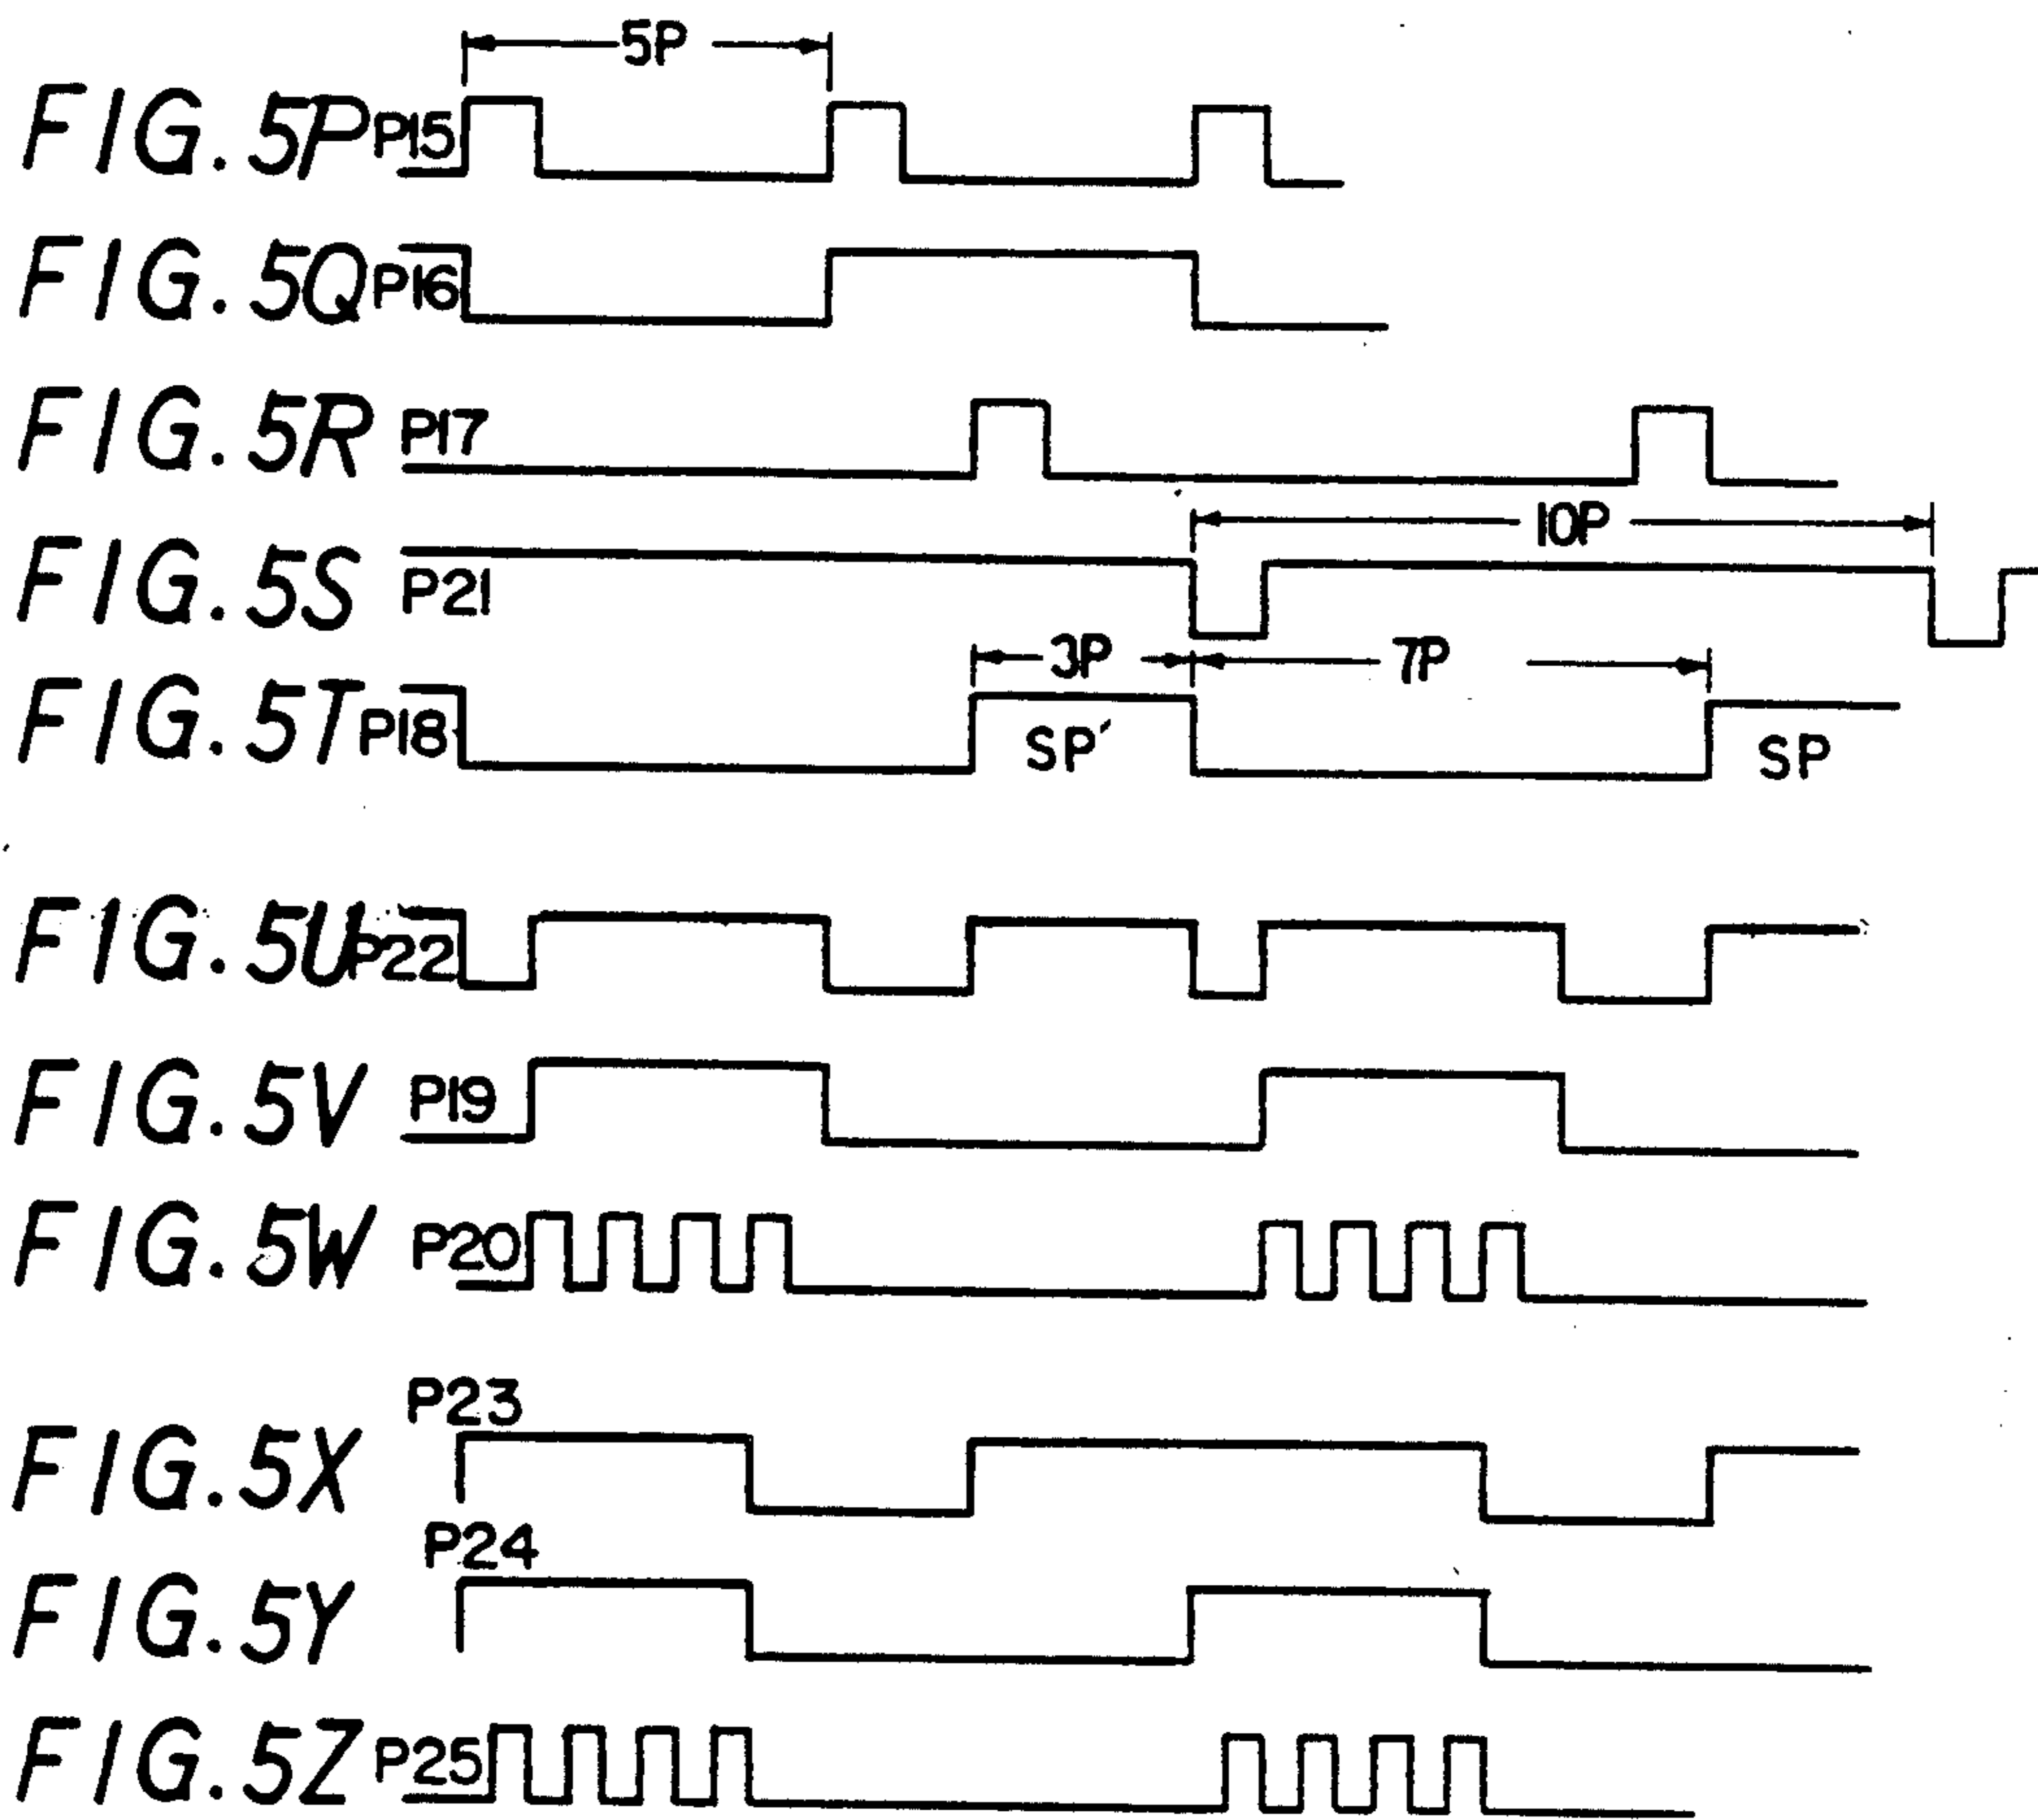 5P
FIG. 5P P15
FIG. 5Q P16
FIG. 5R P17
10P
FIG. 5S P21
3P 7P
FIG. 5T P18 SP' SP
FIG. 5U P22
FIG. 5V P19
FIG. 5W P20
P23
FIG. 5X
P24
FIG. 5Y
FIG. 5Z P25